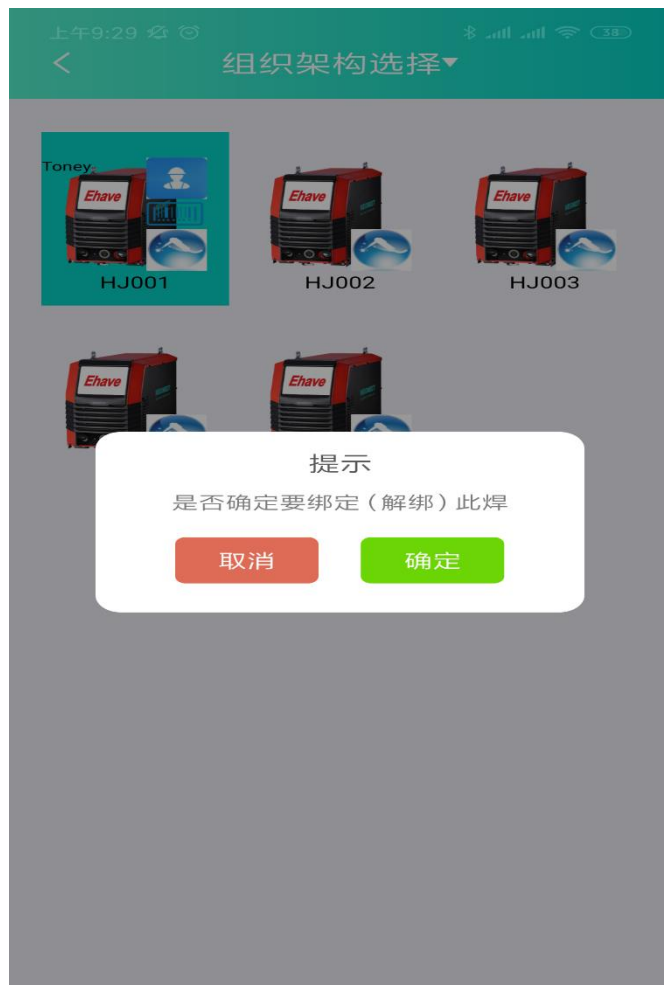 上午9:29
38
组织架构选择
Toney
Ehave
Ehave
Ehave
HJ001
HJ002
HJ003
Ehave
Ehave
提示
是否确定要绑定（解绑）此焊
取消
确定